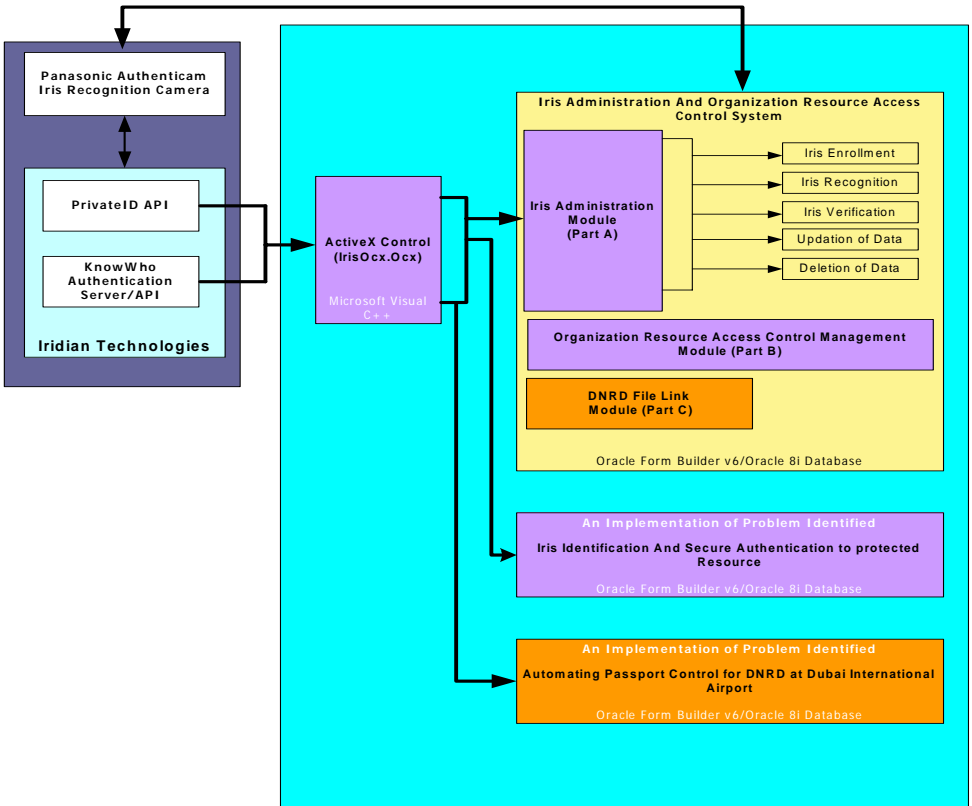 Panasonic Authenticam
Iris Recognition Camera
PrivateID API
KnowWho
Authentication
Server/API
Iridian Technologies
ActiveX Control
(IrisOcx.Ocx)
Microsoft Visual
C++
Iris Administration And Organization Resource Access
Control System
Iris Administration
Module
(Part A)
Iris Enrollment
Iris Recognition
Iris Verification
Updation of Data
Deletion of Data
Organization Resource Access Control Management
Module (Part B)
DNRD File Link
Module (Part C)
Oracle Form Builder v6/Oracle 8i Database
An Implementation of Problem Identified
Iris Identification And Secure Authentication to protected
Resource
Oracle Form Builder v6/Oracle 8i Database
An Implementation of Problem Identified
Automating Passport Control for DNRD at Dubai International
Airport
Oracle Form Builder v6/Oracle 8i Database